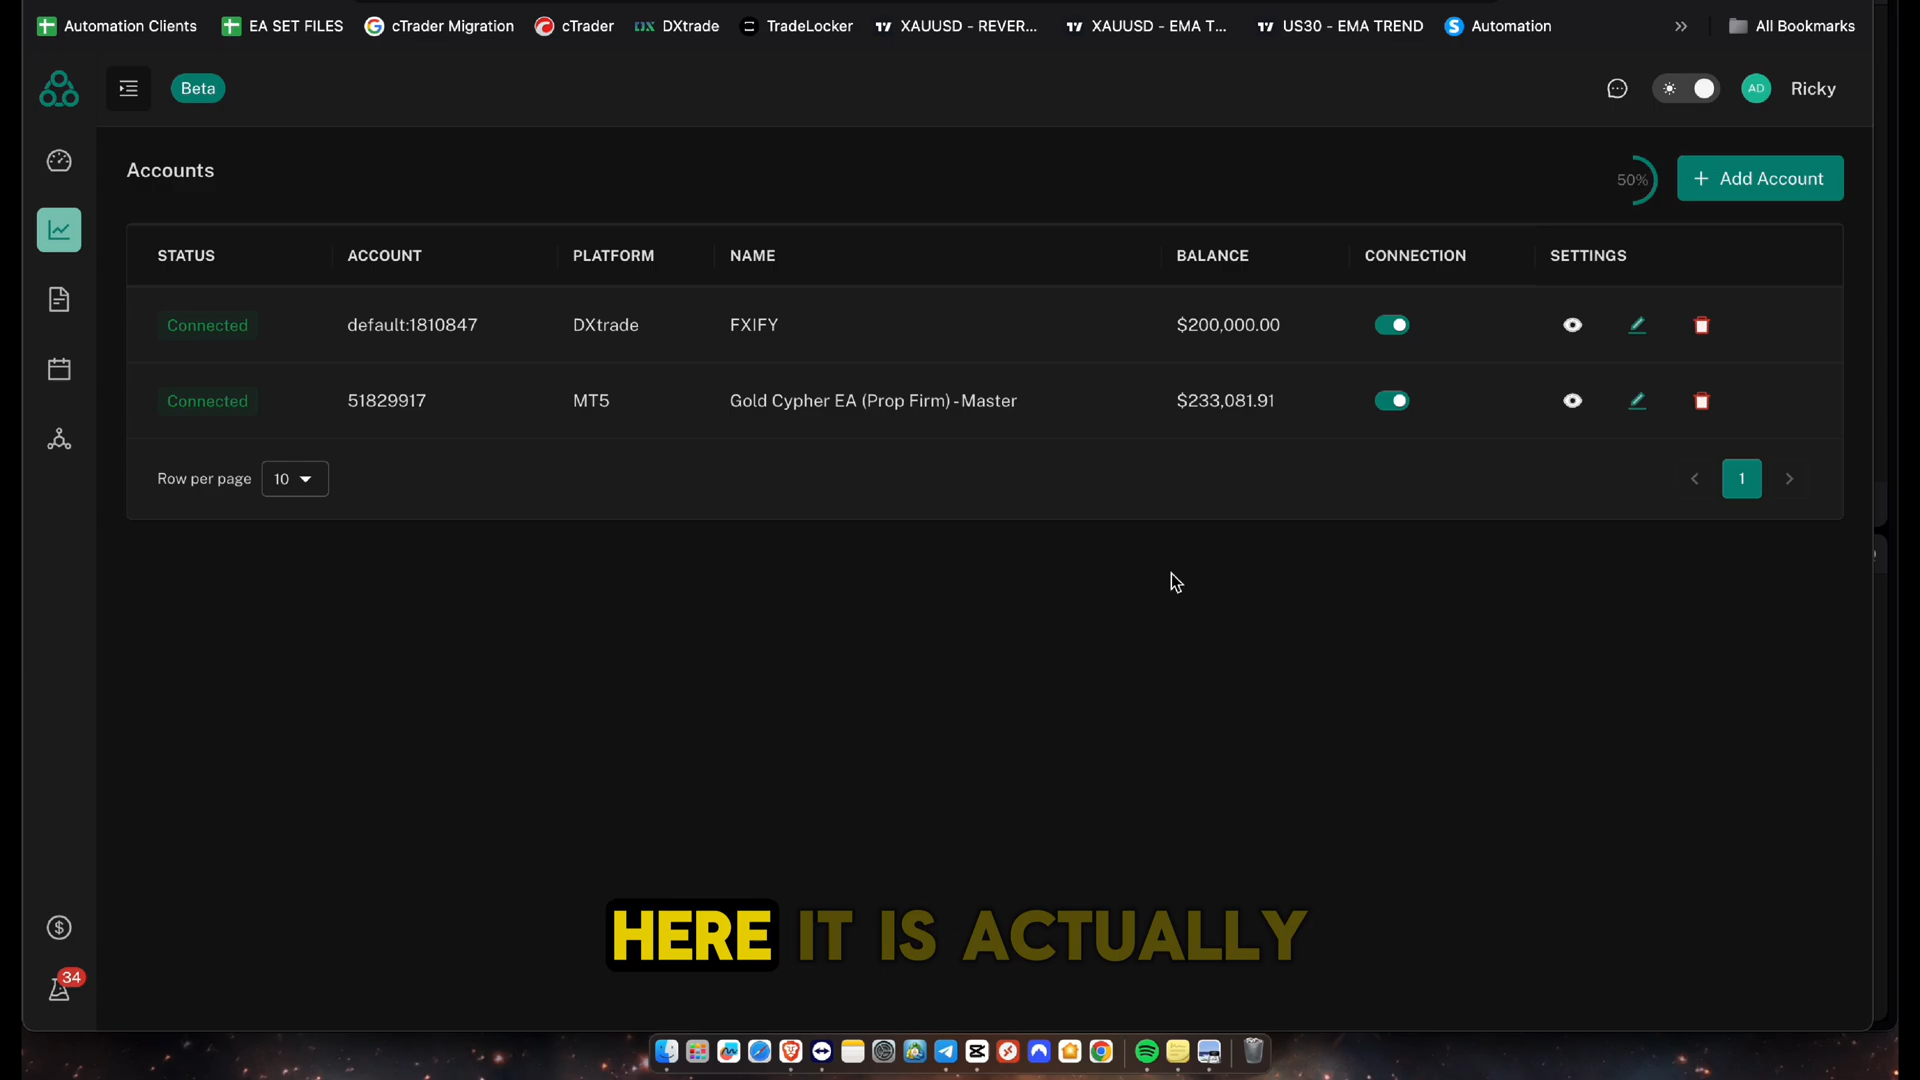 Automation Clients EA SET FILES cTrader Migration cTrader DXtrade TradeLocker XAUUSD - REVER... XAUUSD - EMA T... US30 - EMA TREND Automation » All Bookmarks
Beta AD Ricky
Accounts 50% + Add Account
STATUS ACCOUNT PLATFORM NAME BALANCE CONNECTION SETTINGS
Connected default:1810847 DXtrade FXIFY $200,000.00
Connected 51829917 MT5 Gold Cypher EA (Prop Firm) - Master $233,081.91
Row per page 10 1
HERE IT IS ACTUALLY
34